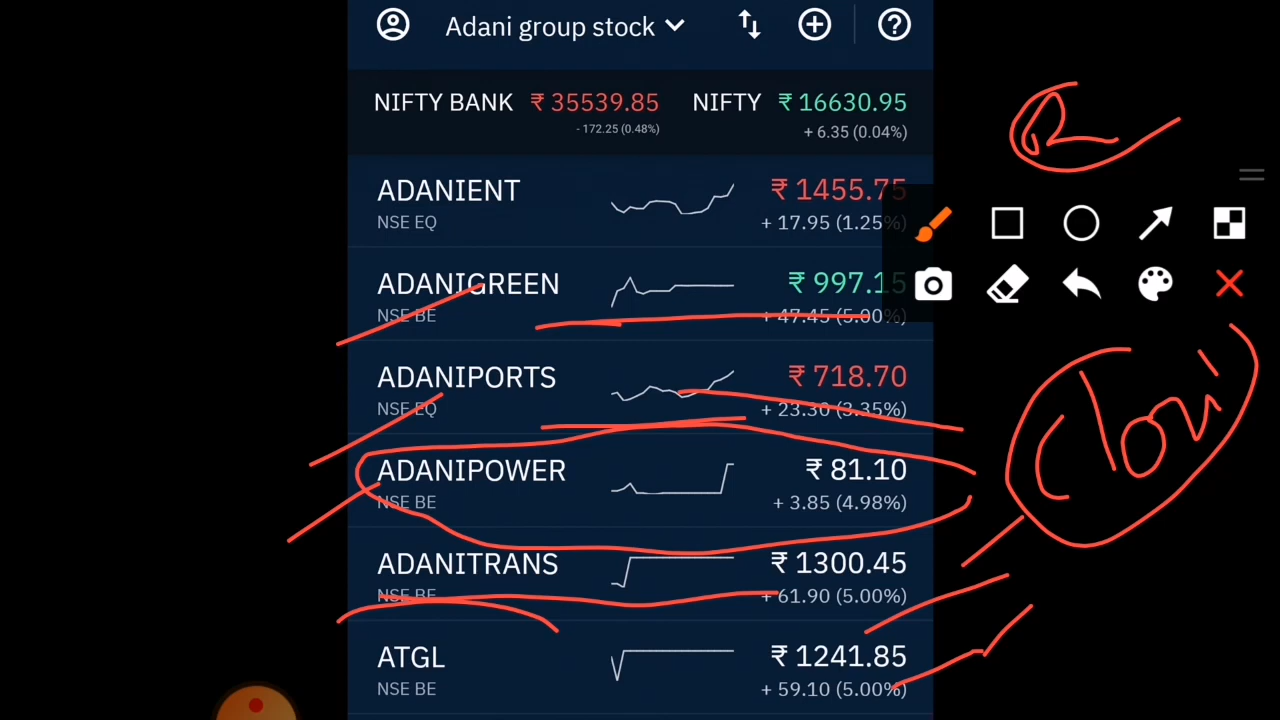 Adani group stock
NIFTY BANK ₹ 35539.85 NIFTY ₹ 16630.95
- 172.25 (0.48%) + 6.35 (0.04%)
ADANIENT ₹ 1455.75
NSE EQ + 17.95 (1.25%)
ADANIGREEN ₹ 997.15
NSE BE + 47.45 (5.00%)
ADANIPORTS ₹ 718.70
NSE EQ + 23.30 (3.35%)
ADANIPOWER ₹ 81.10
NSE BE + 3.85 (4.98%)
ADANITRANS ₹ 1300.45
NSE BE + 61.90 (5.00%)
ATGL ₹ 1241.85
NSE BE + 59.10 (5.00%)